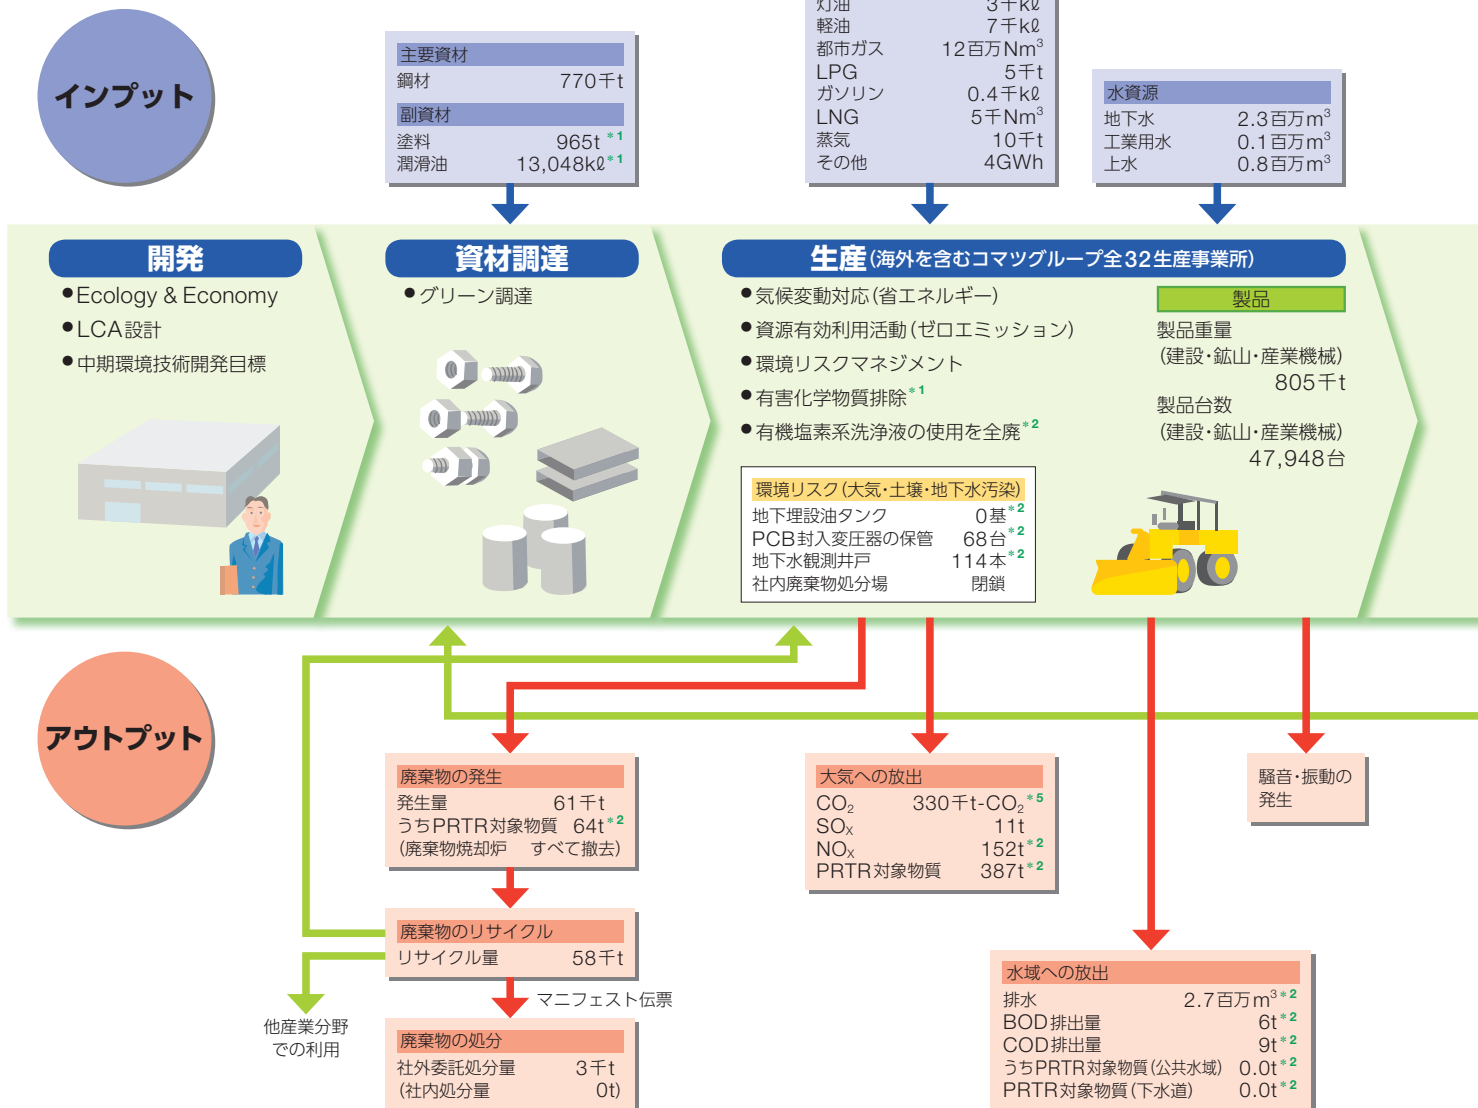 インプット
主要資材
鋼材 770千t
副資材
塗料 965t *1
潤滑油 13,048kℓ*1
灯油 3千kℓ
軽油 7千kℓ
都市ガス 12百万Nm³
LPG 5千t
ガソリン 0.4千kℓ
LNG 5千Nm³
蒸気 10千t
その他 4GWh
水資源
地下水 2.3百万m³
工業用水 0.1百万m³
上水 0.8百万m³
開発
●Ecology & Economy
●LCA設計
●中期環境技術開発目標
資材調達
●グリーン調達
生産(海外を含むコマツグループ全32生産事業所)
●気候変動対応(省エネルギー)
●資源有効利用活動(ゼロエミッション)
●環境リスクマネジメント
●有害化学物質排除*1
●有機塩素系洗浄液の使用を全廃*2
製品
製品重量
(建設・鉱山・産業機械)
805千t
製品台数
(建設・鉱山・産業機械)
47,948台
環境リスク(大気・土壌・地下水汚染)
地下埋設油タンク 0基*2
PCB封入変圧器の保管 68台*2
地下水観測井戸 114本*2
社内廃棄物処分場 閉鎖
アウトプット
廃棄物の発生
発生量 61千t
うちPRTR対象物質 64t*2
(廃棄物焼却炉 すべて撤去)
廃棄物のリサイクル
リサイクル量 58千t
マニフェスト伝票
他産業分野
での利用
廃棄物の処分
社外委託処分量 3千t
(社内処分量 0t)
大気への放出
CO₂ 330千t-CO₂*5
SOx 11t
NOx 152t*2
PRTR対象物質 387t*2
騒音・振動の
発生
水域への放出
排水 2.7百万m³*2
BOD排出量 6t*2
COD排出量 9t*2
うちPRTR対象物質(公共水域) 0.0t*2
PRTR対象物質(下水道) 0.0t*2